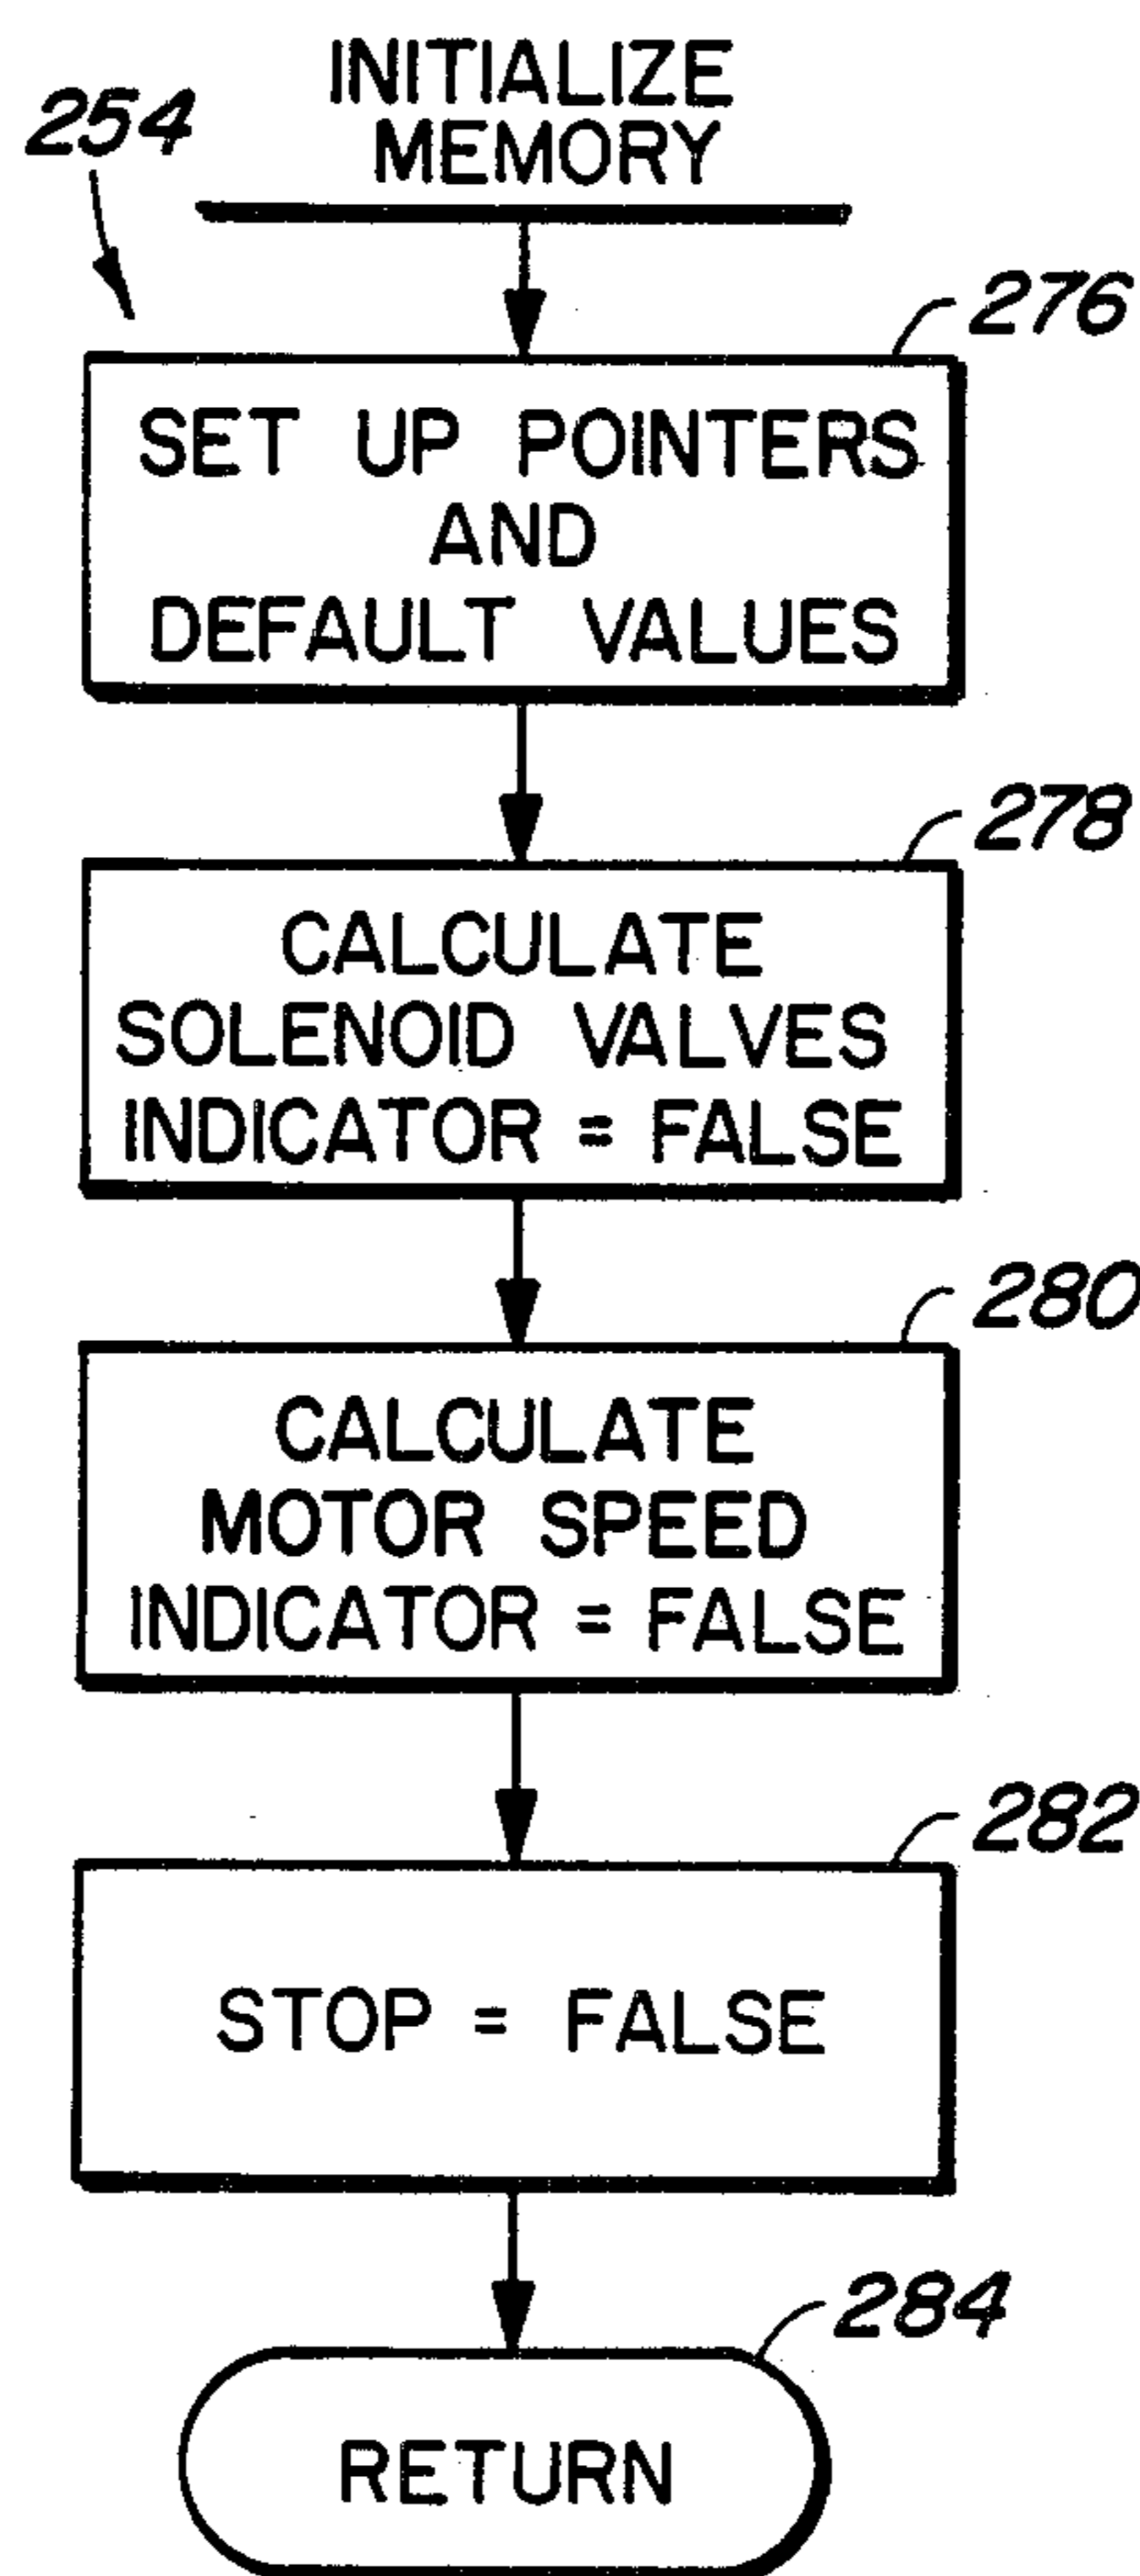 INITIALIZE
MEMORY
254
276
SET UP POINTERS
AND
DEFAULT VALUES
278
CALCULATE
SOLENOID VALVES
INDICATOR = FALSE
280
CALCULATE
MOTOR SPEED
INDICATOR = FALSE
282
STOP = FALSE
284
RETURN